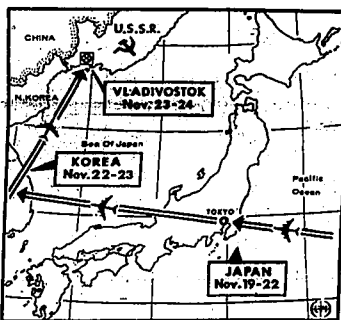 CHINA
U.S.S.R.
VLADIVOSTOK
Nov. 23-24
N.KOREA
Sea Of Japan
KOREA
Nov. 22-23
Pacific
Ocean
TOKYO
JAPAN
Nov. 19-22